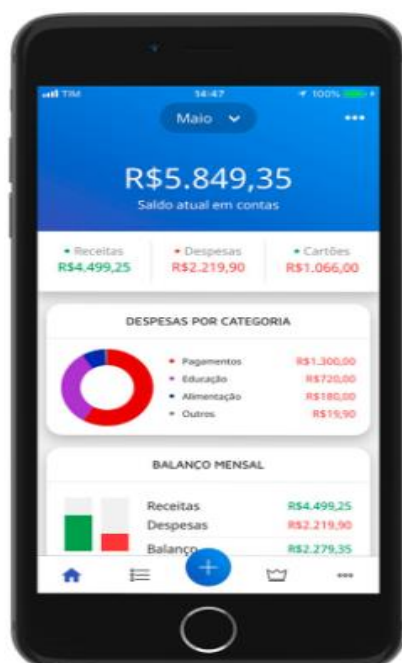 TIM 14:47 100%
Maio
R$5.849,35
Saldo atual em contas
Receitas Despesas Cartões
R$4.499,25 R$2.219,90 R$1.066,00
DESPESAS POR CATEGORIA
Pagamentos R$1.300,00
Educação R$720,00
Alimentação R$180,00
Outros R$19,90
BALANÇO MENSAL
Receitas R$4.499,25
Despesas R$2.219,90
Balanço R$2.279,35